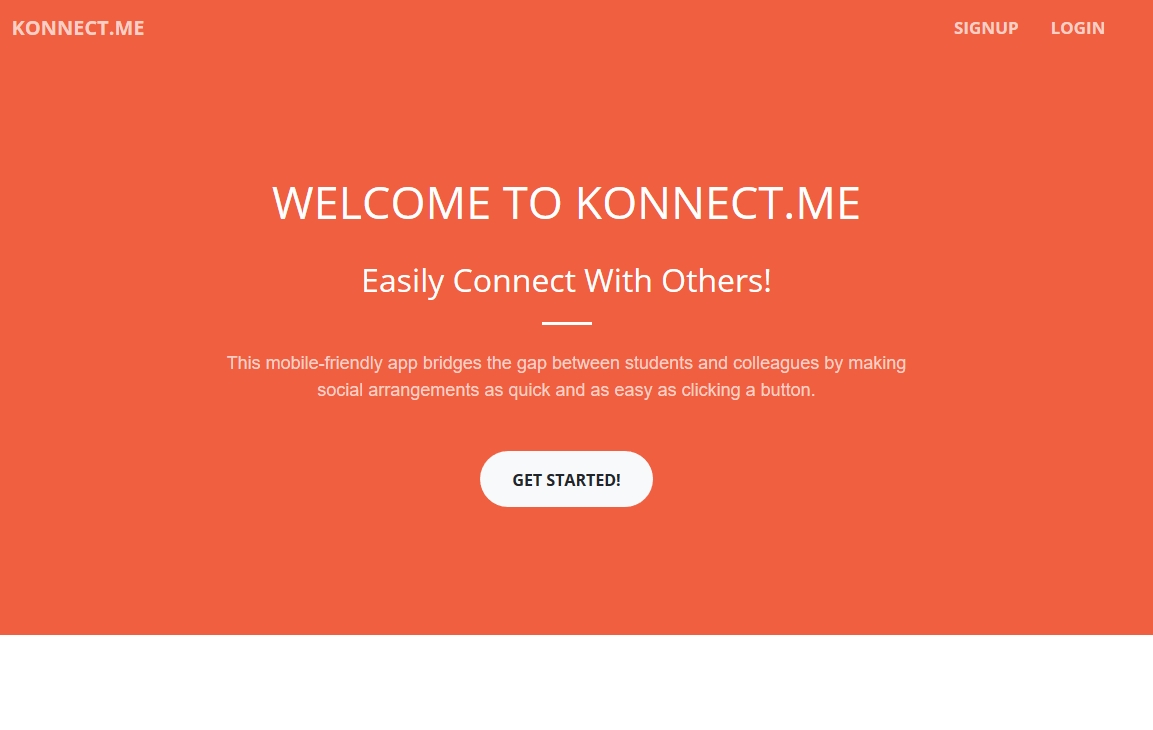 KONNECT.ME
SIGNUP
LOGIN
WELCOME TO KONNECT.ME
Easily Connect With Others!
This mobile-friendly app bridges the gap between students and colleagues by making
social arrangements as quick and as easy as clicking a button.
GET STARTED!